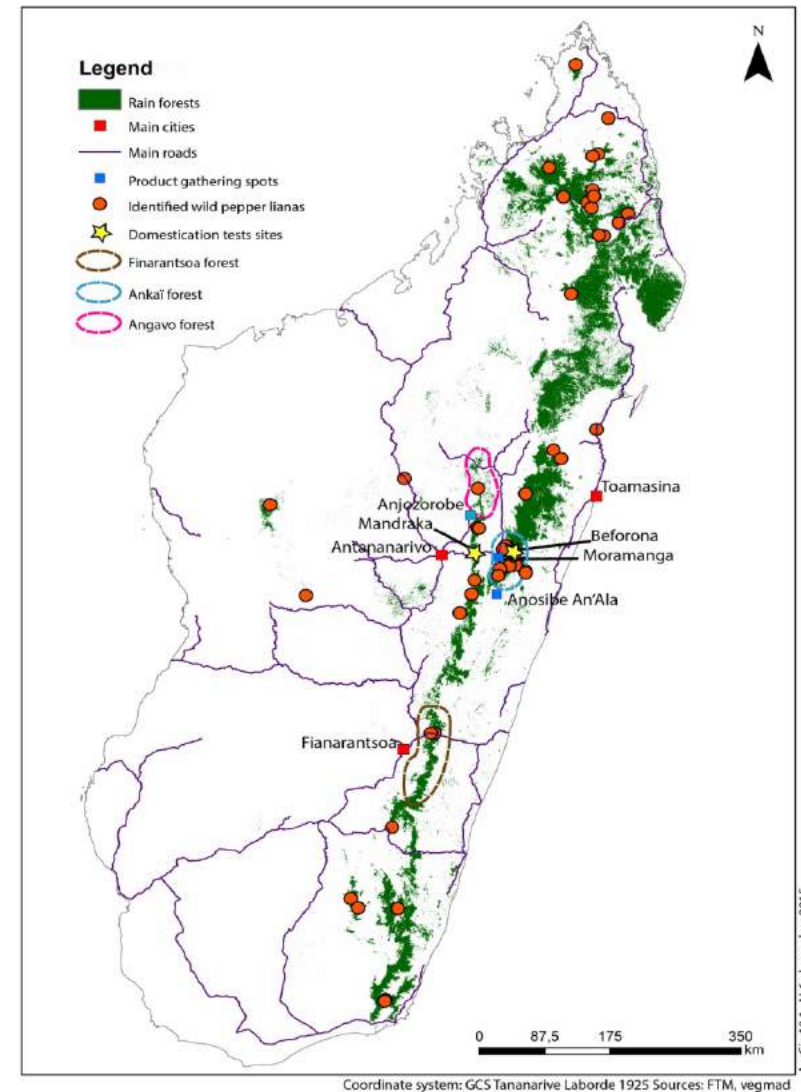 N
Legend
Rain forests
Main cities
Main roads
Product gathering spots
Identified wild pepper lianas
Domestication tests sites
Finarantsoa forest
Ankaï forest
Angavo forest
Toamasina
Anjozorobe
Mandraka
Beforona
Antananarivo
Moramanga
Anosibe An'Ala
Fianarantsoa
0 87,5 175 350
km
Coordinate system: GCS Tananarive Laborde 1925 Sources: FTM, vegmad